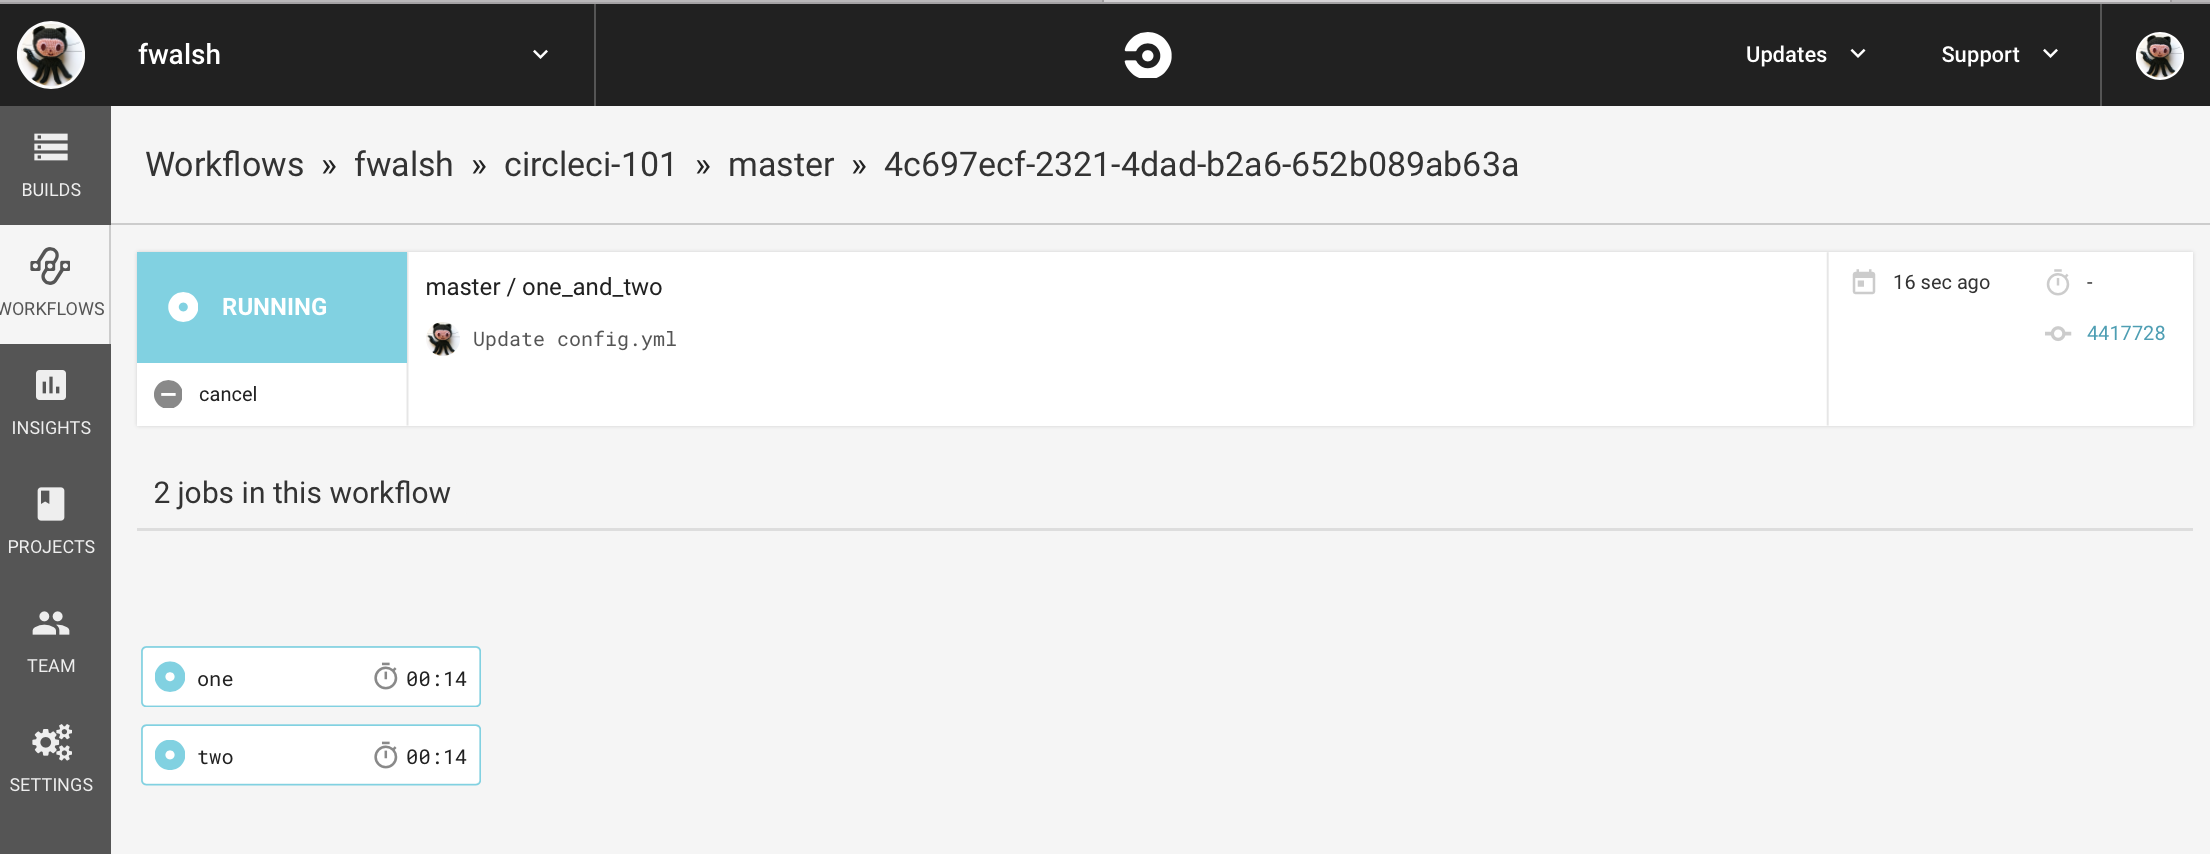 fwalsh
Updates
Support
BUILDS
WORKFLOWS
INSIGHTS
PROJECTS
TEAM
SETTINGS
Workflows » fwalsh » circleci-101 » master » 4c697ecf-2321-4dad-b2a6-652b089ab63a
RUNNING
cancel
master / one_and_two
Update config.yml
16 sec ago
-
4417728
2 jobs in this workflow
one 00:14
two 00:14